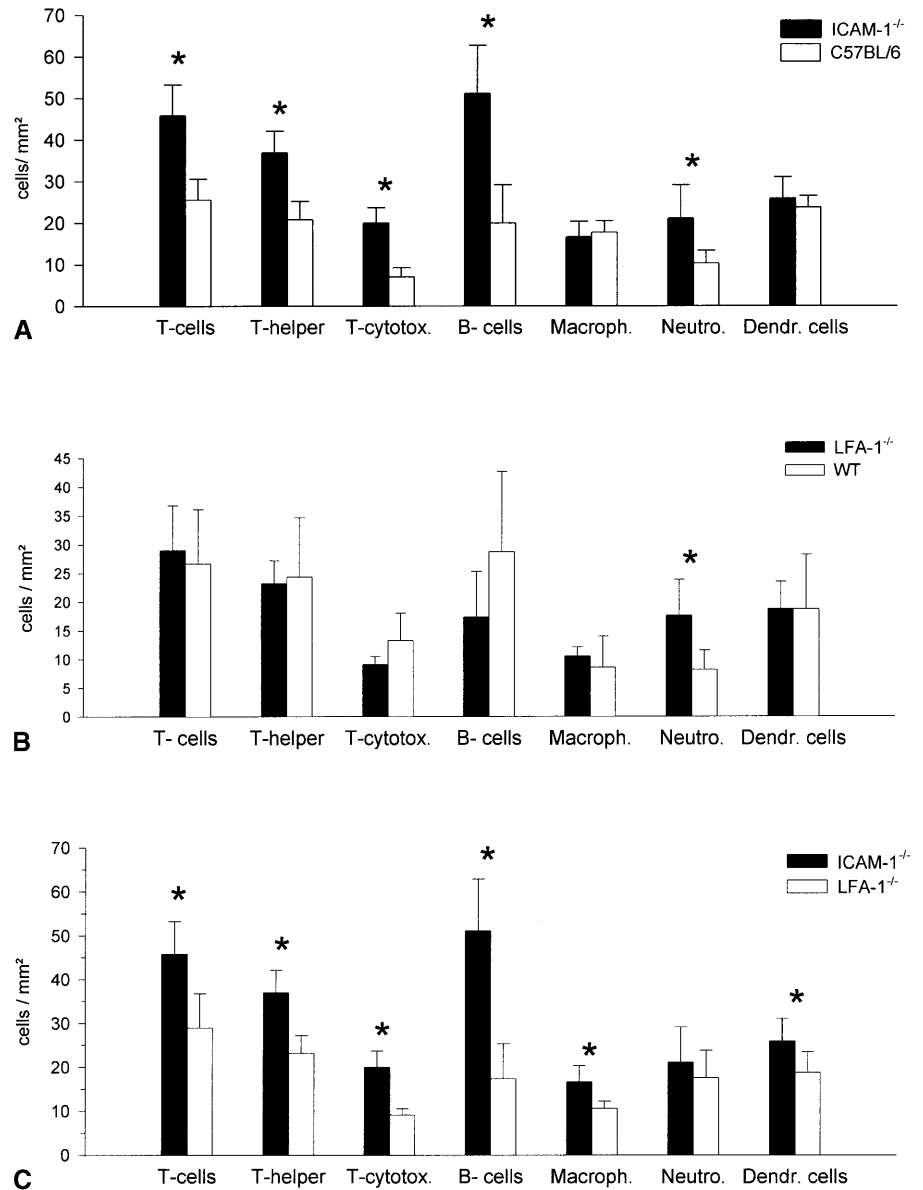 70
60
50
40
30
20
10
0
cells/ mm²
* * * * *
ICAM-1-/-
C57BL/6
T-cells T-helper T-cytotox. B- cells Macroph. Neutro. Dendr. cells
A
45
40
35
30
25
20
15
10
5
0
cells / mm²
*
LFA-1-/-
WT
T- cells T-helper T-cytotox. B- cells Macroph. Neutro. Dendr. cells
B
70
60
50
40
30
20
10
0
cells / mm²
* * * * * *
ICAM-1-/-
LFA-1-/-
T-cells T-helper T-cytotox. B- cells Macroph. Neutro. Dendr. cells
C